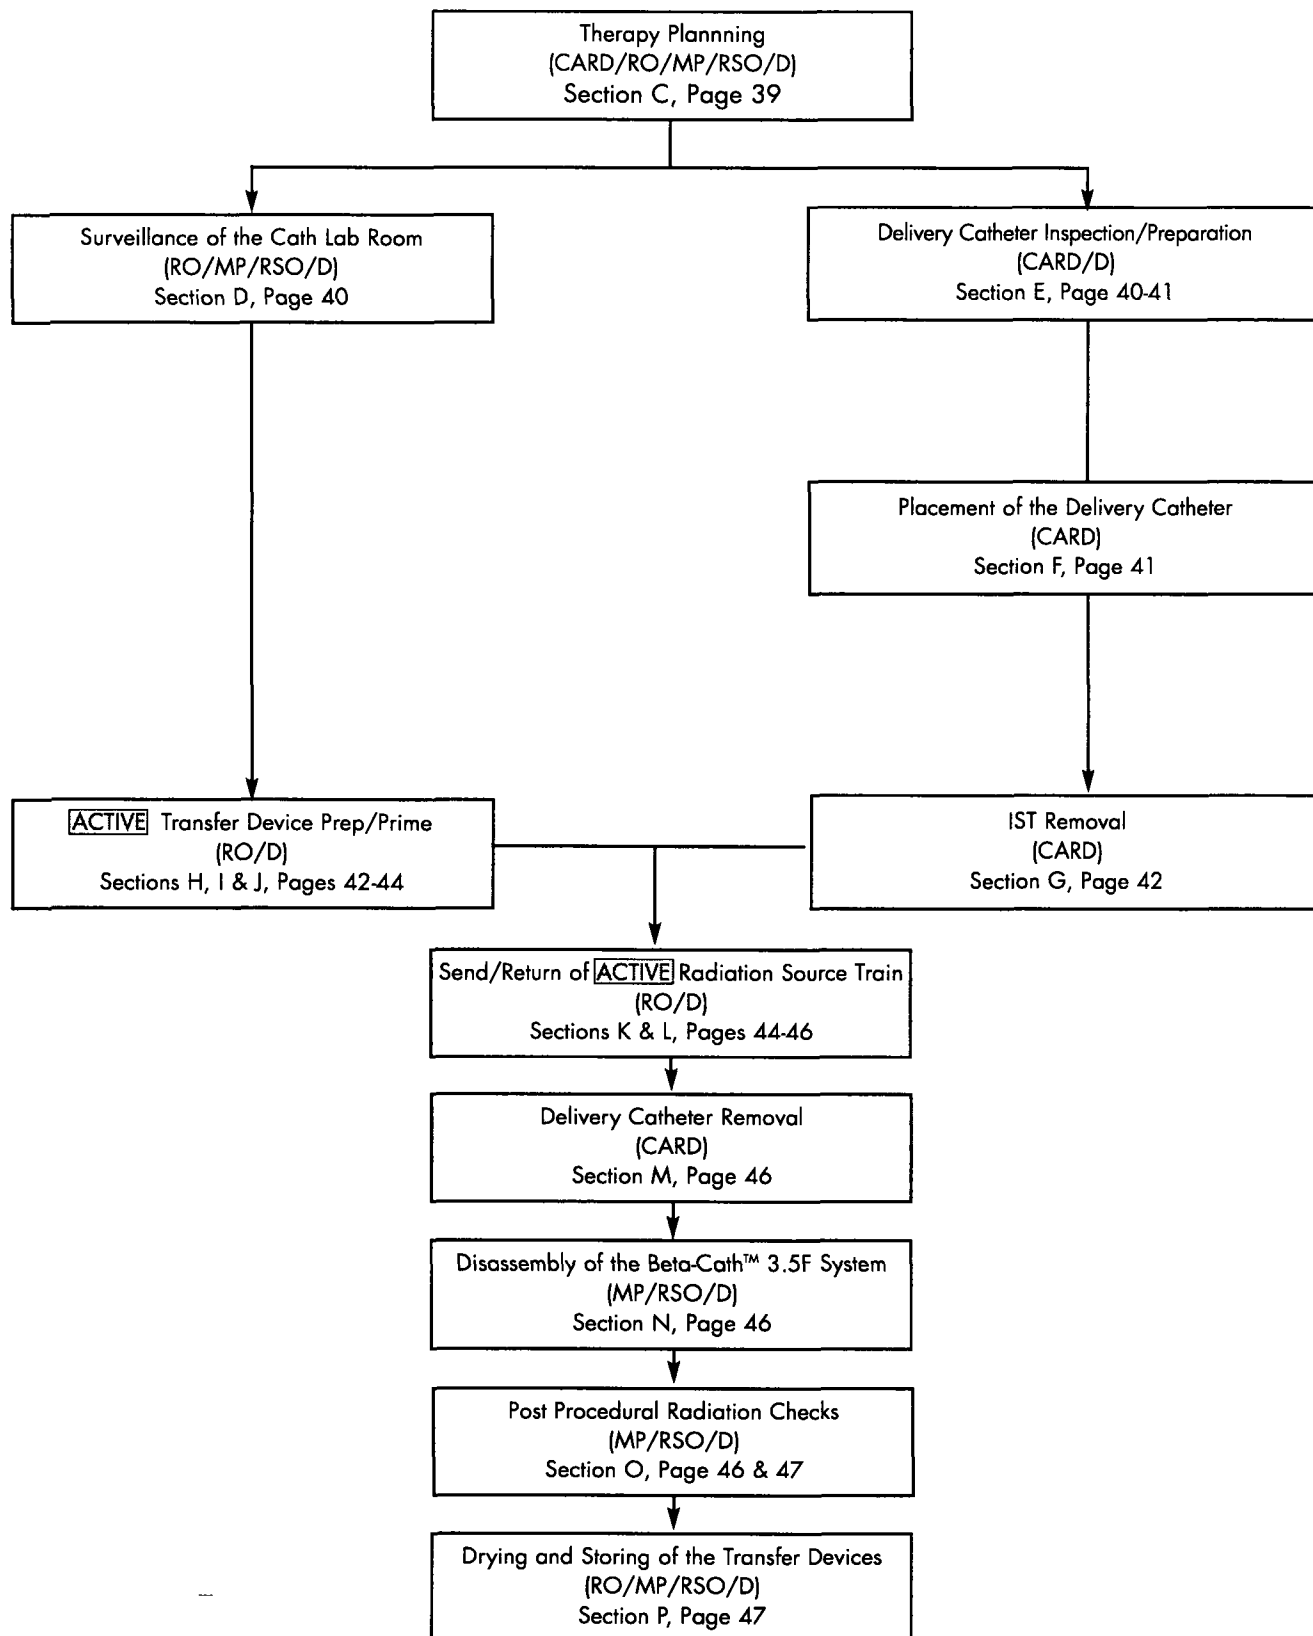 Therapy Plannning
(CARD/RO/MP/RSO/D)
Section C, Page 39
Surveillance of the Cath Lab Room
(RO/MP/RSO/D)
Section D, Page 40
Delivery Catheter Inspection/Preparation
(CARD/D)
Section E, Page 40-41
Placement of the Delivery Catheter
(CARD)
Section F, Page 41
ACTIVE Transfer Device Prep/Prime
(RO/D)
Sections H, I & J, Pages 42-44
IST Removal
(CARD)
Section G, Page 42
Send/Return of ACTIVE Radiation Source Train
(RO/D)
Sections K & L, Pages 44-46
Delivery Catheter Removal
(CARD)
Section M, Page 46
Disassembly of the Beta-Cath™ 3.5F System
(MP/RSO/D)
Section N, Page 46
Post Procedural Radiation Checks
(MP/RSO/D)
Section O, Page 46 & 47
Drying and Storing of the Transfer Devices
(RO/MP/RSO/D)
Section P, Page 47